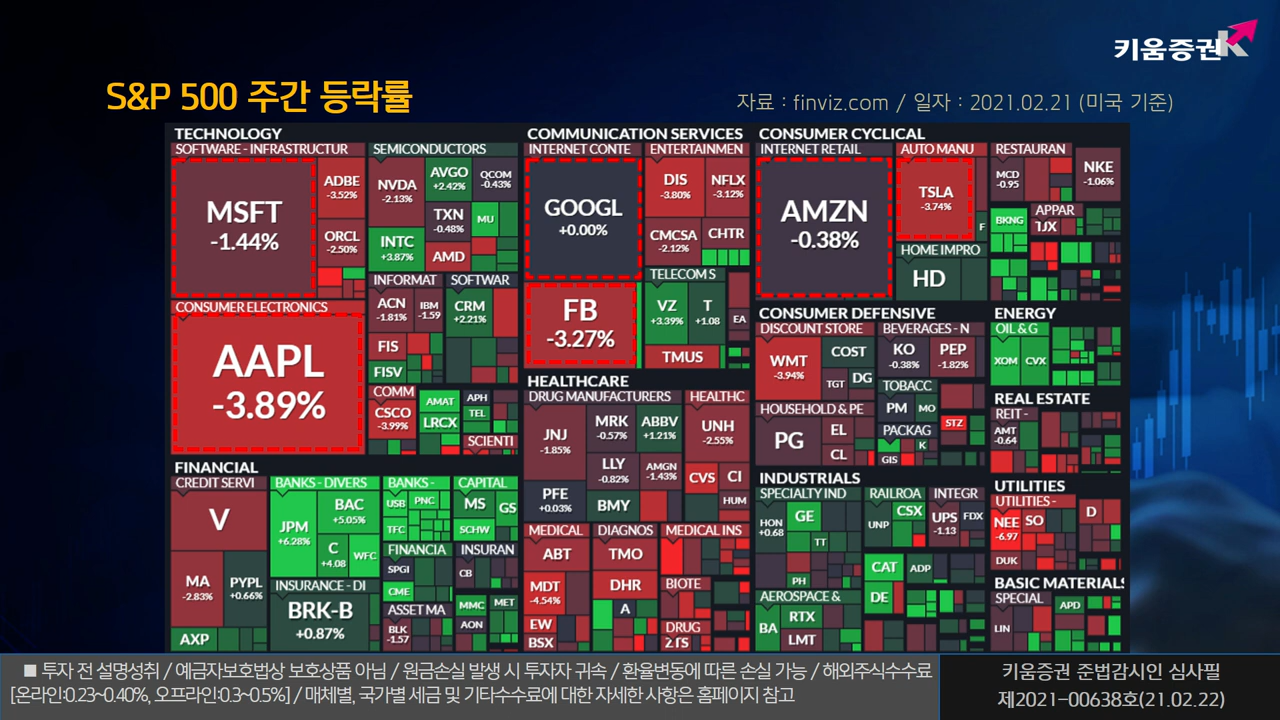 키움증권
S&P 500 주간 등락률
자료 : finviz.com / 일자 : 2021.02.21 (미국 기준)
TECHNOLOGY
SOFTWARE - INFRASTRUCTUR
MSFT
-1.44%
ADBE
-3.52%
ORCL
-2.50%
SEMICONDUCTORS
NVDA
-2.13%
AVGO
+2.42%
QCOM
-0.43%
TXN
-0.48%
MU
INTC
+3.87%
AMD
CONSUMER ELECTRONICS
AAPL
-3.89%
INFORMAT
ACN
-1.81%
IBM
-1.59
SOFTWAR
CRM
+2.21%
FIS
FISV
COMM
CSCO
-3.99%
AMAT
LRCX
APH
TEL
SCIENTI
COMMUNICATION SERVICES
INTERNET CONTE
GOOGL
+0.00%
FB
-3.27%
ENTERTAINMEN
DIS
-3.80%
NFLX
-3.12%
CMCSA
-2.12%
CHTR
TELECOM S
VZ
+3.39%
T
+1.08
EA
TMUS
CONSUMER CYCLICAL
INTERNET RETAIL
AMZN
-0.38%
AUTO MANU
TSLA
-3.74%
F
HOME IMPRO
HD
RESTAURAN
MCD
-0.95
NKE
-1.06%
BKNG
APPAR
TJX
CONSUMER DEFENSIVE
DISCOUNT STORE
WMT
-3.94%
COST
TGT
DG
BEVERAGES - N
KO
-0.38%
PEP
-1.82%
HOUSEHOLD & PE
PG
EL
CL
TOBACC
PM
MO
PACKAG
K
GIS
STZ
ENERGY
OIL & G
XOM
CVX
REAL ESTATE
REIT -
AMT
-0.64
HEALTHCARE
DRUG MANUFACTURERS
JNJ
-1.85%
MRK
-0.57%
ABBV
+1.21%
LLY
-0.82%
AMGN
-1.43%
PFE
+0.03%
BMY
HEALTHC
UNH
-2.55%
CVS
CI
HUM
MEDICAL
ABT
MDT
-4.54%
EW
BSX
DIAGNOS
TMO
DHR
A
MEDICAL INS
BIOTE
DRUG
ZTS
FINANCIAL
CREDIT SERVI
V
MA
-2.83%
PYPL
+0.66%
AXP
BANKS - DIVERS
JPM
+6.28%
BAC
+5.05%
C
+4.08
WFC
INSURANCE - DI
BRK-B
+0.87%
BANKS -
USB
PNC
TFC
CAPITAL
MS
GS
SCHW
FINANCIA
SPGI
CME
INSURAN
CB
MMC
MET
AON
ASSET MA
BLK
-1.57
INDUSTRIALS
SPECIALTY IND
HON
+0.68
GE
TT
PH
RAILROA
UNP
CSX
INTEGR
UPS
-1.13
FDX
CAT
DE
ADP
AEROSPACE &
BA
RTX
LMT
UTILITIES
UTILITIES -
NEE
-6.97
SO
D
DUK
BASIC MATERIALS
SPECIAL
LIN
APD
■ 투자 전 설명성취 / 예금자보호법상 보호상품 아님 / 원금손실 발생 시 투자자 귀속 / 환율변동에 따른 손실 가능 / 해외주식수수료
[온라인:0.23~0.40%, 오프라인:0.3~0.5%] / 매체별, 국가별 세금 및 기타수수료에 대한 자세한 사항은 홈페이지 참고
키움증권 준법감시인 심사필
제2021-00638호(21.02.22)